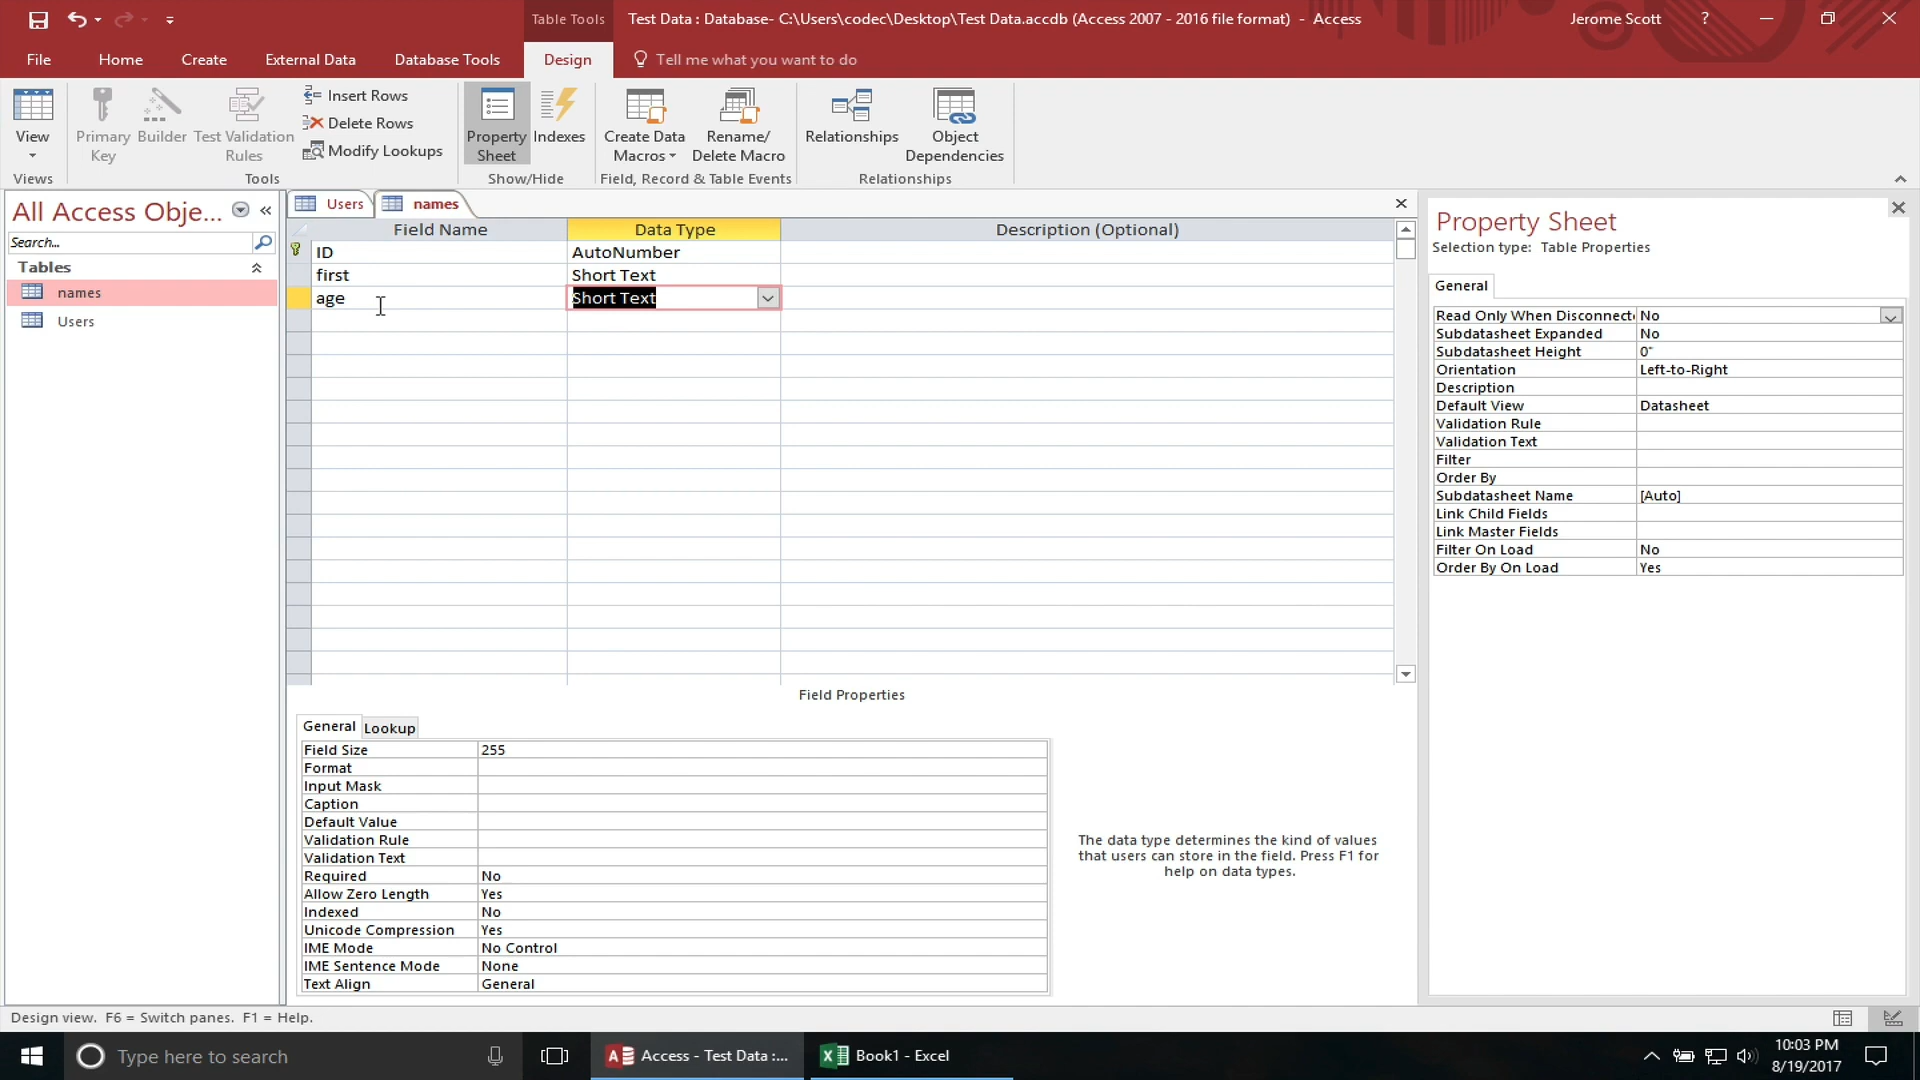 Table Tools
Test Data : Database- C:\Users\codec\Desktop\Test Data.accdb (Access 2007 - 2016 file format) - Access
Jerome Scott
?
File
Home
Create
External Data
Database Tools
Design
Tell me what you want to do
View
Primary
Key
Builder
Test Validation
Rules
Insert Rows
Delete Rows
Modify Lookups
Property
Sheet
Indexes
Create Data
Macros
Rename/
Delete Macro
Relationships
Object
Dependencies
Views
Tools
Show/Hide
Field, Record & Table Events
Relationships
All Access Obje...
Search...
Tables
names
Users
Users
names
Field Name
Data Type
Description (Optional)
ID
AutoNumber
first
Short Text
age
Short Text
Field Properties
General
Lookup
Field Size
255
Format
Input Mask
Caption
Default Value
Validation Rule
Validation Text
Required
No
Allow Zero Length
Yes
Indexed
No
Unicode Compression
Yes
IME Mode
No Control
IME Sentence Mode
None
Text Align
General
The data type determines the kind of values
that users can store in the field. Press F1 for
help on data types.
Property Sheet
Selection type: Table Properties
General
Read Only When Disconnecte
No
Subdatasheet Expanded
No
Subdatasheet Height
0"
Orientation
Left-to-Right
Description
Default View
Datasheet
Validation Rule
Validation Text
Filter
Order By
Subdatasheet Name
[Auto]
Link Child Fields
Link Master Fields
Filter On Load
No
Order By On Load
Yes
Design view. F6 = Switch panes. F1 = Help.
Type here to search
Access - Test Data :...
Book1 - Excel
10:03 PM
8/19/2017